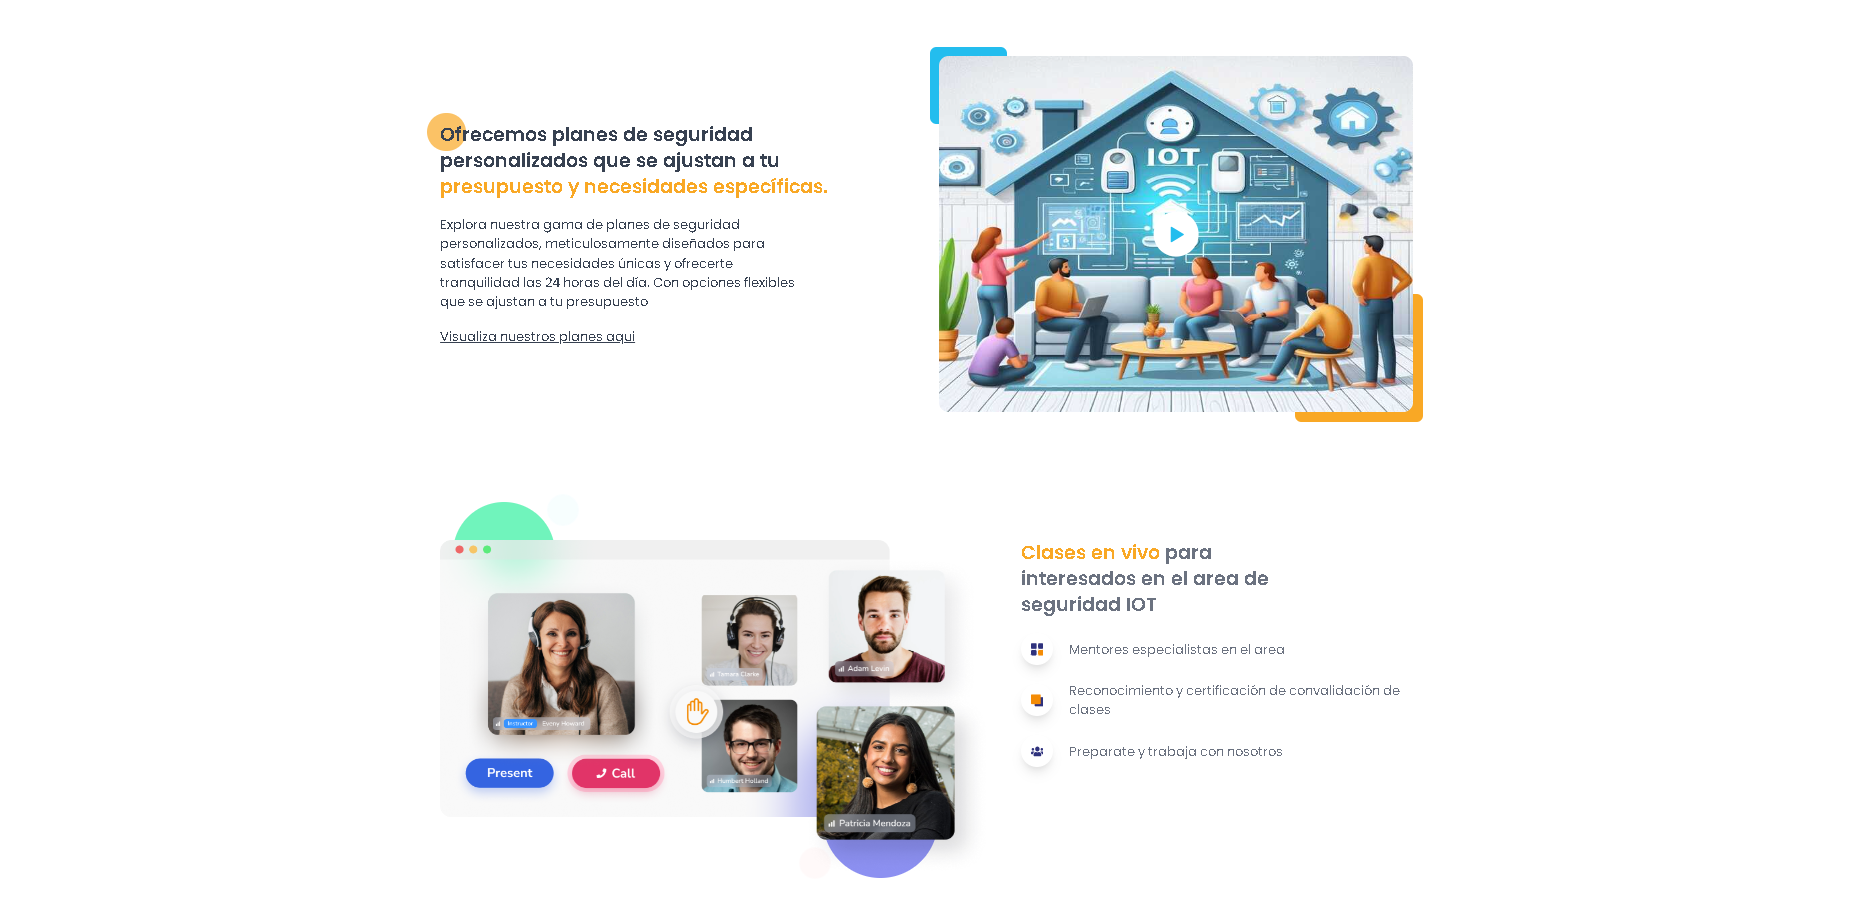 Ofrecemos planes de seguridad
personalizados que se ajustan a tu
presupuesto y necesidades específicas.
Explora nuestra gama de planes de seguridad
personalizados, meticulosamente diseñados para
satisfacer tus necesidades únicas y ofrecerte
tranquilidad las 24 horas del día. Con opciones flexibles
que se ajustan a tu presupuesto
Visualiza nuestros planes aqui
IOT
Clases en vivo para
interesados en el area de
seguridad IOT
Mentores especialistas en el area
Reconocimiento y certificación de convalidación de
clases
Preparate y trabaja con nosotros
Adam Levin
Tamara Clarke
Instructor Evany Howard
Humbert Holland
Present
Call
Patricia Mendoza